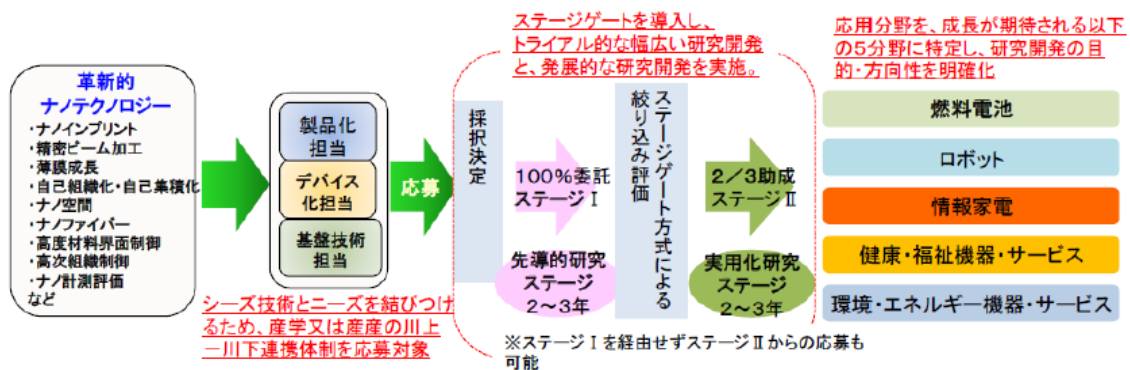 革新的
ナノテクノロジー
・ナノインプリント
・精密ビーム加工
・薄膜成長
・自己組織化・自己集積化
・ナノ空間
・ナノファイバー
・高度材料界面制御
・高次組織制御
・ナノ計測評価
など
製品化
担当
デバイス
化担当
基盤技術
担当
シーズ技術とニーズを結びつけ
るため、産学又は産産の川上
－川下連携体制を応募対象
応募
ステージゲートを導入し、
トライアル的な幅広い研究開発
と、発展的な研究開発を実施。
採択決定
100%委託
ステージⅠ
先導的研究
ステージ
2～3年
ステージゲート方式による
絞り込み評価
2／3助成
ステージⅡ
実用化研究
ステージ
2～3年
※ステージⅠを経由せずステージⅡからの応募も
可能
応用分野を、成長が期待される以下
の5分野に特定し、研究開発の目
的・方向性を明確化
燃料電池
ロボット
情報家電
健康・福祉機器・サービス
環境・エネルギー機器・サービス